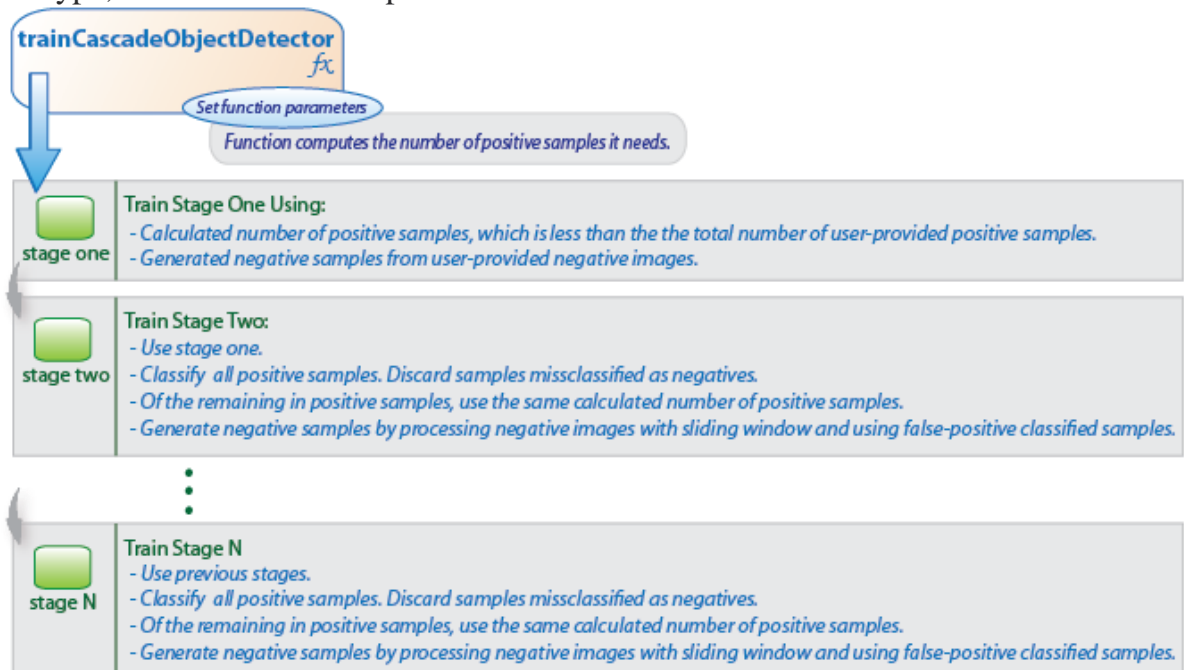 trainCascadeObjectDetector
fx
Set function parameters
Function computes the number of positive samples it needs.
stage one
Train Stage One Using:
- Calculated number of positive samples, which is less than the the total number of user-provided positive samples.
- Generated negative samples from user-provided negative images.
stage two
Train Stage Two:
- Use stage one.
- Classify all positive samples. Discard samples missclassified as negatives.
- Of the remaining in positive samples, use the same calculated number of positive samples.
- Generate negative samples by processing negative images with sliding window and using false-positive classified samples.
stage N
Train Stage N
- Use previous stages.
- Classify all positive samples. Discard samples missclassified as negatives.
- Of the remaining in positive samples, use the same calculated number of positive samples.
- Generate negative samples by processing negative images with sliding window and using false-positive classified samples.